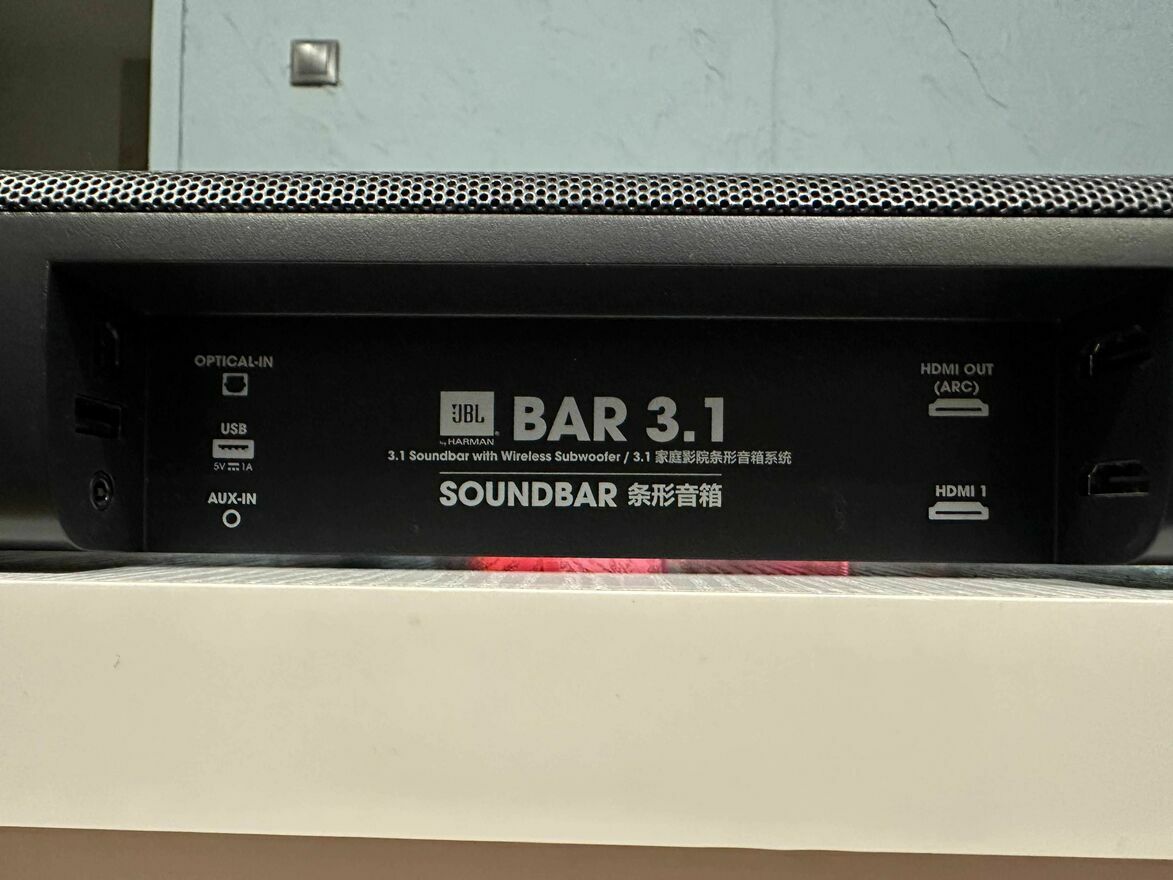 OPTICAL-IN
USB
5V⎓1A
AUX-IN
JBL
by HARMAN
BAR 3.1
3.1 Soundbar with Wireless Subwoofer / 3.1 家庭影院条形音箱系统
SOUNDBAR 条形音箱
HDMI OUT
(ARC)
HDMI 1